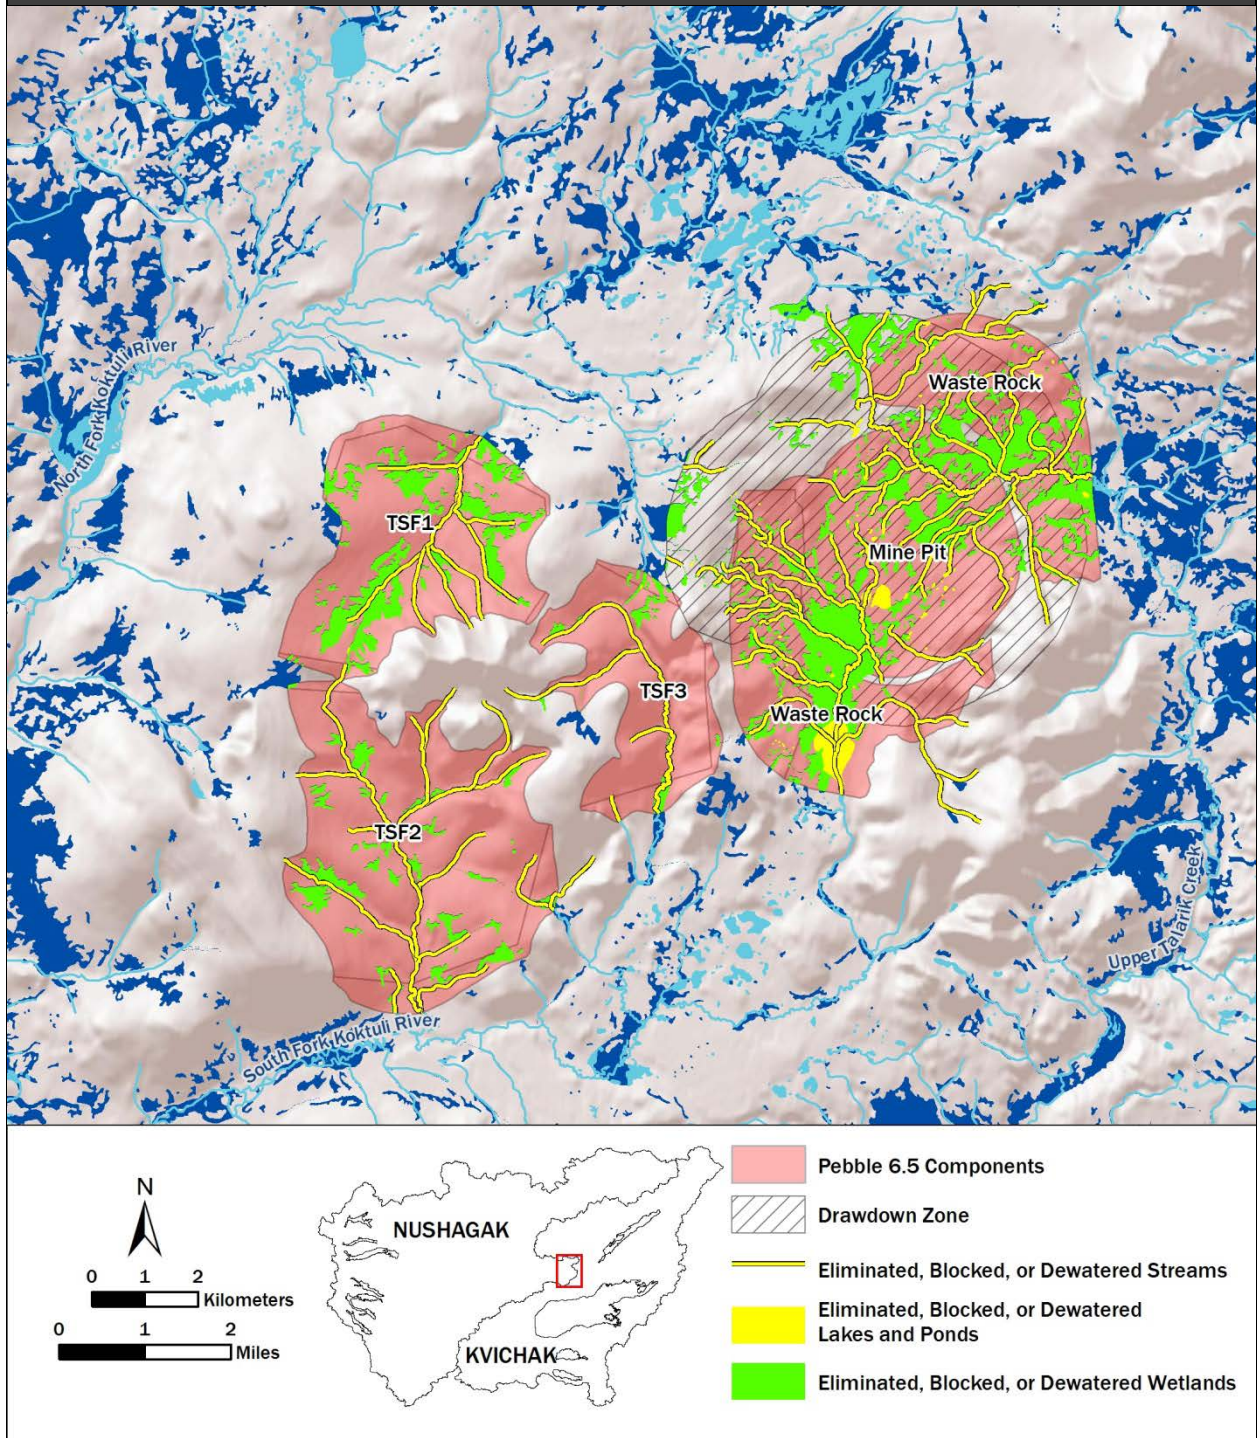 North Fork Koktuli River
Waste Rock
TSF1
Mine Pit
TSF3
Waste Rock
TSF2
Upper Talarik Creek
South Fork Koktuli River
N
0 1 2
Kilometers
0 1 2
Miles
NUSHAGAK
KVICHAK
Pebble 6.5 Components
Drawdown Zone
Eliminated, Blocked, or Dewatered Streams
Eliminated, Blocked, or Dewatered
Lakes and Ponds
Eliminated, Blocked, or Dewatered Wetlands